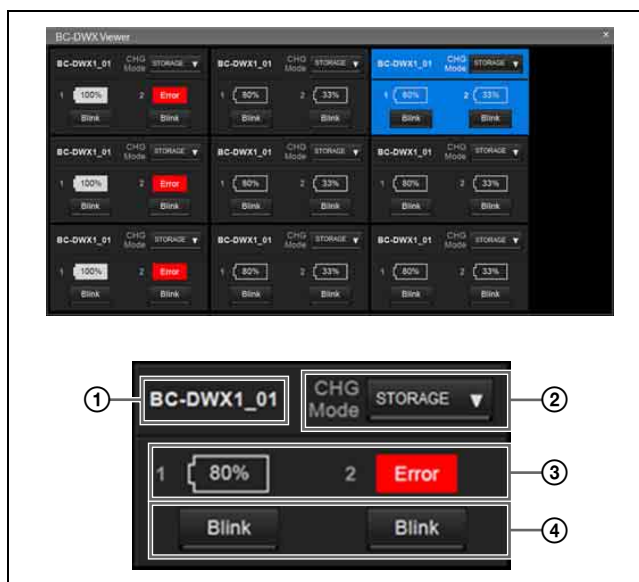 BC-DWX Viewer ×
BC-DWX1_01 CHG Mode STORAGE ▼ BC-DWX1_01 CHG Mode STORAGE ▼ BC-DWX1_01 CHG Mode STORAGE ▼
1 100% 2 Error 1 80% 2 33% 1 80% 2 33%
Blink Blink Blink Blink Blink Blink
BC-DWX1_01 CHG Mode STORAGE ▼ BC-DWX1_01 CHG Mode STORAGE ▼ BC-DWX1_01 CHG Mode STORAGE ▼
1 100% 2 Error 1 80% 2 33% 1 80% 2 33%
Blink Blink Blink Blink Blink Blink
BC-DWX1_01 CHG Mode STORAGE ▼ BC-DWX1_01 CHG Mode STORAGE ▼ BC-DWX1_01 CHG Mode STORAGE ▼
1 100% 2 Error 1 80% 2 33% 1 80% 2 33%
Blink Blink Blink Blink Blink Blink
① BC-DWX1_01 CHG Mode STORAGE ▼ ②
1 80% 2 Error ③
Blink Blink ④